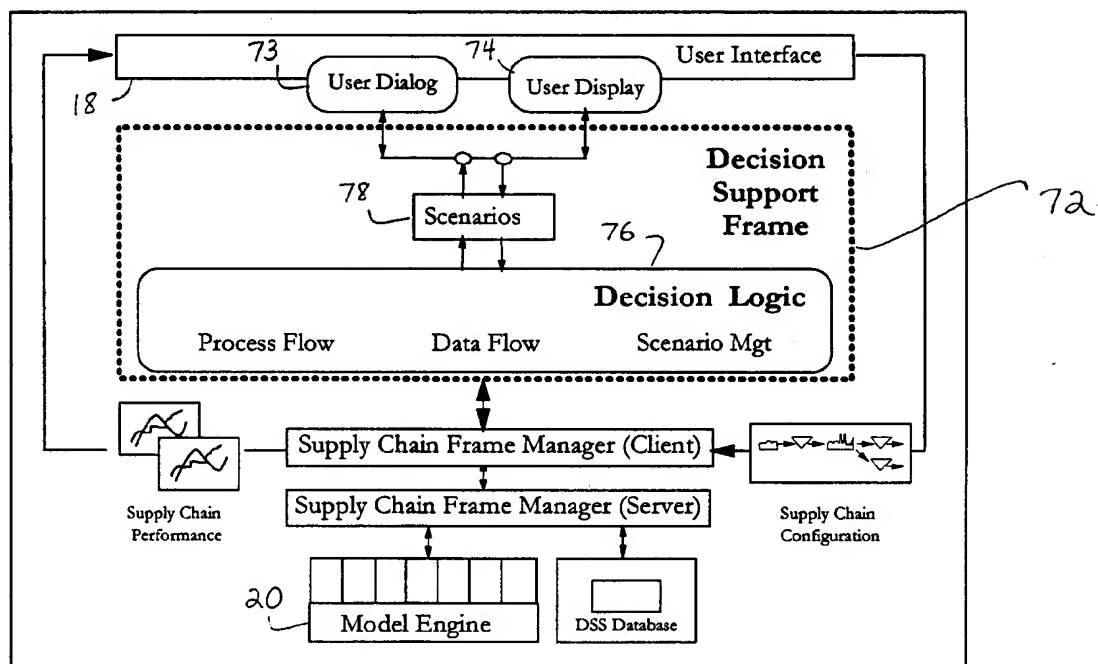 73
74
User Interface
18
User Dialog
User Display
Decision
Support
Frame
72
78
Scenarios
76
Decision Logic
Process Flow
Data Flow
Scenario Mgt
Supply Chain Frame Manager (Client)
Supply Chain Frame Manager (Server)
Supply Chain
Performance
Supply Chain
Configuration
20
Model Engine
DSS Database